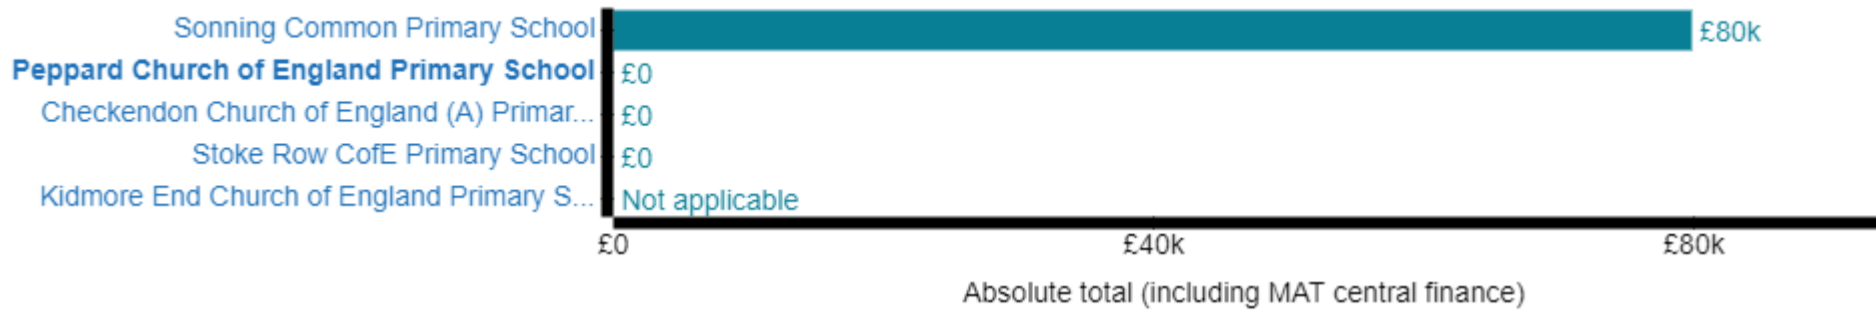 Sonning Common Primary School £80k
Peppard Church of England Primary School £0
Checkendon Church of England (A) Primar... £0
Stoke Row CofE Primary School £0
Kidmore End Church of England Primary S... Not applicable
£0 £40k £80k
Absolute total (including MAT central finance)